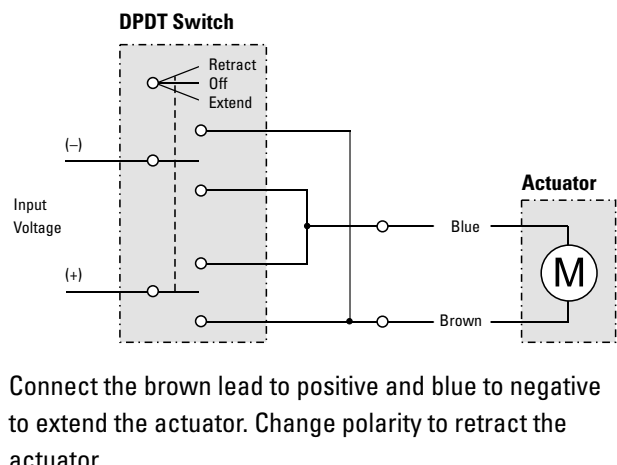 DPDT Switch
Retract
Off
Extend
(–)
Actuator
Input
Voltage
Blue
M
(+)
Brown
Connect the brown lead to positive and blue to negative
to extend the actuator. Change polarity to retract the
actuator